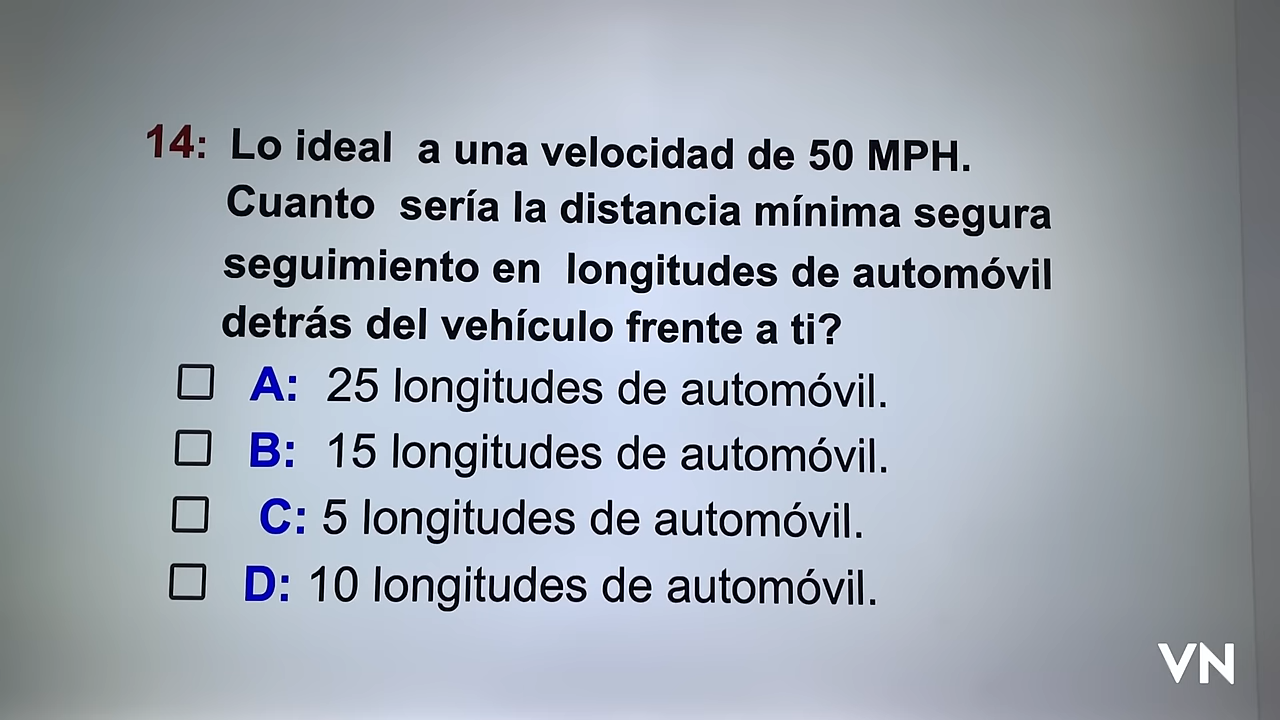 14: Lo ideal a una velocidad de 50 MPH.
Cuanto sería la distancia mínima segura
seguimiento en longitudes de automóvil
detrás del vehículo frente a ti?
A: 25 longitudes de automóvil.
B: 15 longitudes de automóvil.
C: 5 longitudes de automóvil.
D: 10 longitudes de automóvil.
VN